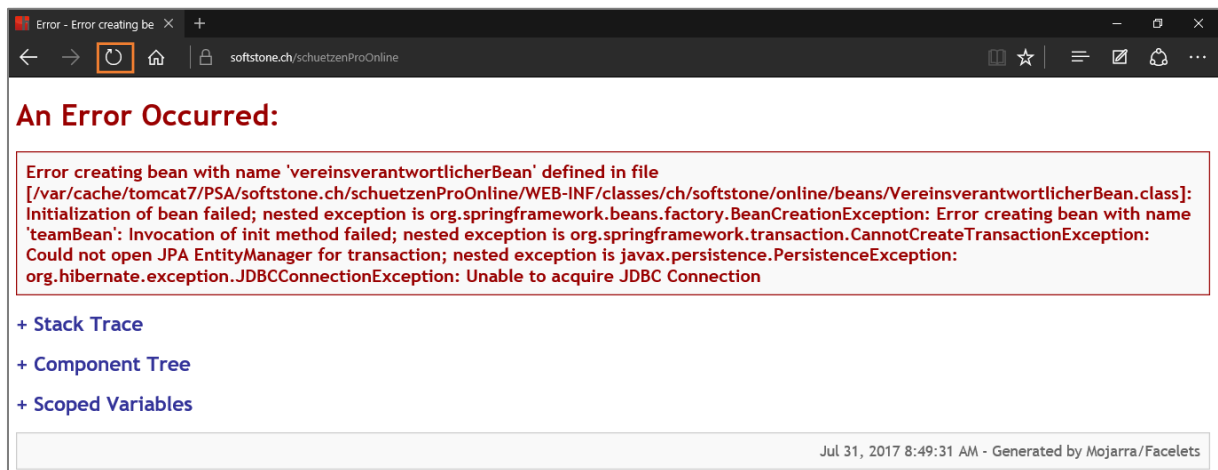 Error - Error creating be
softstone.ch/schuetzenProOnline
An Error Occurred:
Error creating bean with name 'vereinsverantwortlicherBean' defined in file
[/var/cache/tomcat7/PSA/softstone.ch/schuetzenProOnline/WEB-INF/classes/ch/softstone/online/beans/VereinsverantwortlicherBean.class]:
Initialization of bean failed; nested exception is org.springframework.beans.factory.BeanCreationException: Error creating bean with name
'teamBean': Invocation of init method failed; nested exception is org.springframework.transaction.CannotCreateTransactionException:
Could not open JPA EntityManager for transaction; nested exception is javax.persistence.PersistenceException:
org.hibernate.exception.JDBCConnectionException: Unable to acquire JDBC Connection
+ Stack Trace
+ Component Tree
+ Scoped Variables
Jul 31, 2017 8:49:31 AM - Generated by Mojarra/Facelets